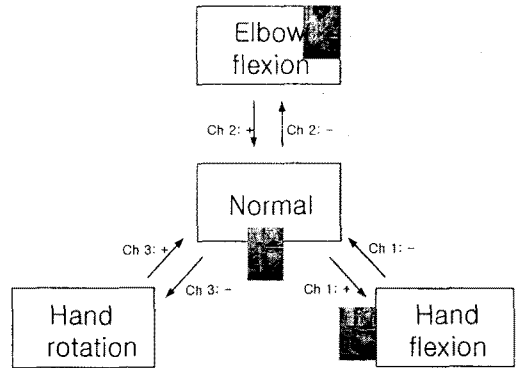 Elbow
flexion
Ch 2: +
Ch 2: -
Normal
Ch 3: +
Ch 1: -
Ch 3: -
Ch 1: +
Hand
rotation
Hand
flexion